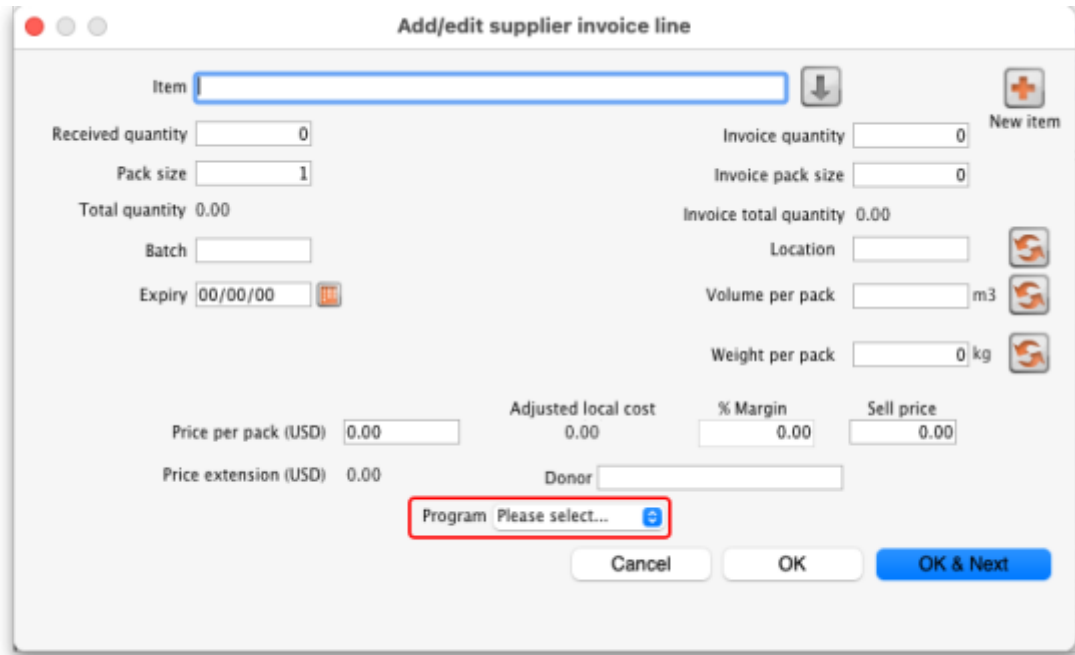 Add/edit supplier invoice line
Item
New item
Received quantity 0
Invoice quantity 0
Pack size 1
Invoice pack size 0
Total quantity 0.00
Invoice total quantity 0.00
Batch
Location
Expiry 00/00/00
Volume per pack m3
Weight per pack 0 kg
Adjusted local cost % Margin Sell price
Price per pack (USD) 0.00 0.00 0.00 0.00
Price extension (USD) 0.00
Donor
Program Please select...
Cancel OK OK & Next